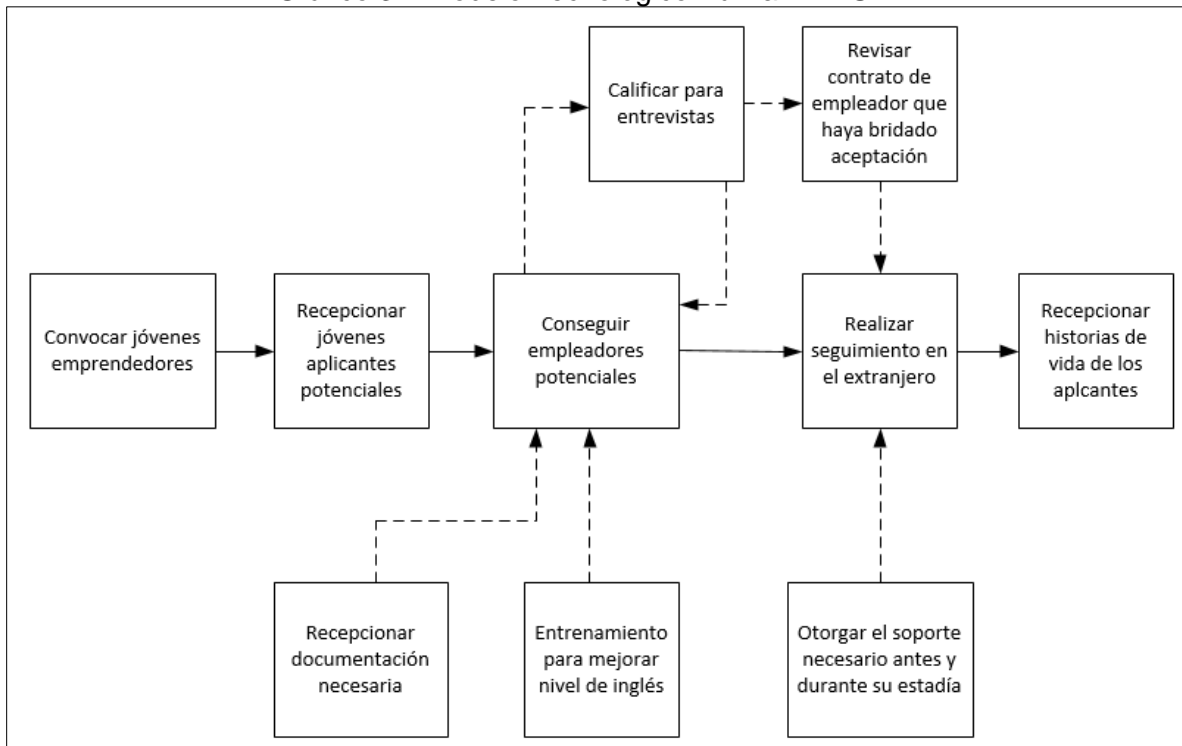 Calificar para
entrevistas
Revisar
contrato de
empleador que
haya bridado
aceptación
Convocar jóvenes
emprendedores
Recepcionar
jóvenes
aplicantes
potenciales
Conseguir
empleadores
potenciales
Realizar
seguimiento en
el extranjero
Recepcionar
historias de
vida de los
aplcantes
Recepcionar
documentación
necesaria
Entrenamiento
para mejorar
nivel de inglés
Otorgar el soporte
necesario antes y
durante su estadía